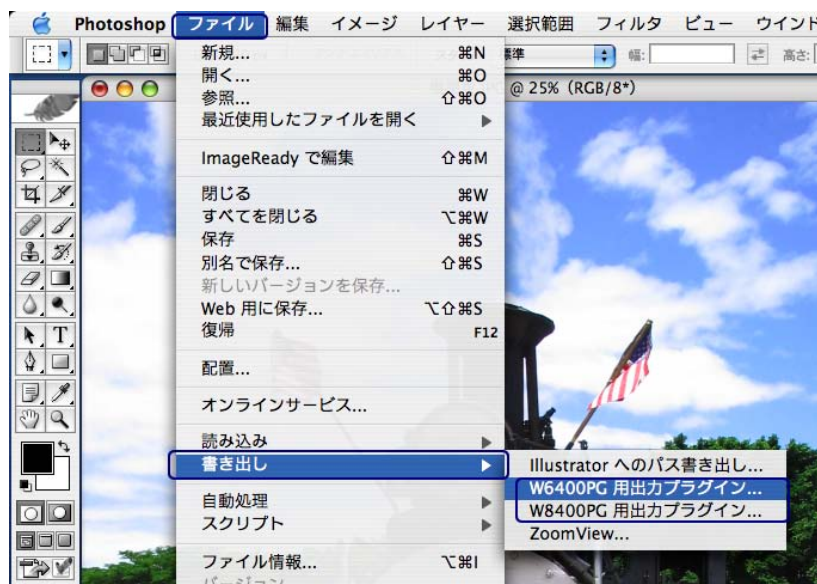 Photoshop ファイル 編集 イメージ レイヤー 選択範囲 フィルタ ビュー ウインド
標準 幅: 高さ:
@ 25% (RGB/8*)
新規... ⌘N
開く... ⌘O
参照... ⇧⌘O
最近使用したファイルを開く ▶
ImageReady で編集 ⇧⌘M
閉じる ⌘W
すべてを閉じる ⌥⌘W
保存 ⌘S
別名で保存... ⇧⌘S
新しいバージョンを保存...
Web 用に保存... ⌥⇧⌘S
復帰 F12
配置...
オンラインサービス...
読み込み ▶
書き出し ▶
Illustrator へのパス書き出し...
W6400PG 用出力プラグイン...
W8400PG 用出力プラグイン...
ZoomView...
自動処理 ▶
スクリプト ▶
ファイル情報... ⌥⌘I